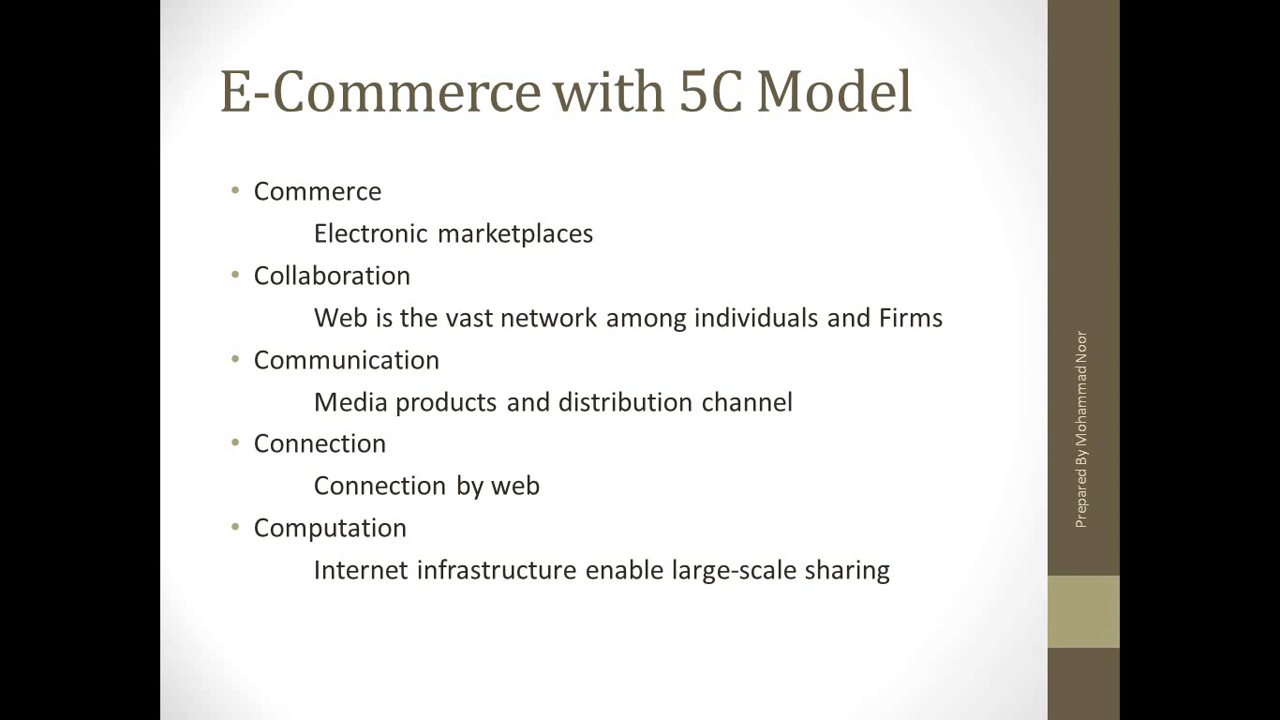 E-Commerce with 5C Model
• Commerce
Electronic marketplaces
• Collaboration
Web is the vast network among individuals and Firms
• Communication
Media products and distribution channel
• Connection
Connection by web
• Computation
Internet infrastructure enable large-scale sharing
Prepared By Mohammad Noor